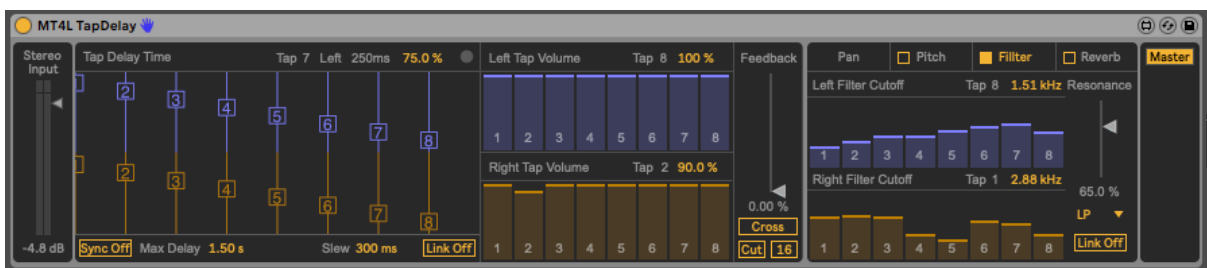 MT4L TapDelay
Stereo
Input
-4.8 dB
Tap Delay Time
Tap 7 Left 250ms 75.0 %
2 3 4 5 6 7 8
2 3 4 5 6 7 8
Sync Off Max Delay 1.50 s Slew 300 ms Link Off
Left Tap Volume Tap 8 100 %
1 2 3 4 5 6 7 8
Right Tap Volume Tap 2 90.0 %
1 2 3 4 5 6 7 8
Feedback
0.00 %
Cross
Cut 16
Pan Pitch Fillter Reverb
Left Filter Cutoff Tap 8 1.51 kHz
1 2 3 4 5 6 7 8
Right Filter Cutoff Tap 1 2.88 kHz
1 2 3 4 5 6 7 8
Resonance
65.0 %
LP
Link Off
Master